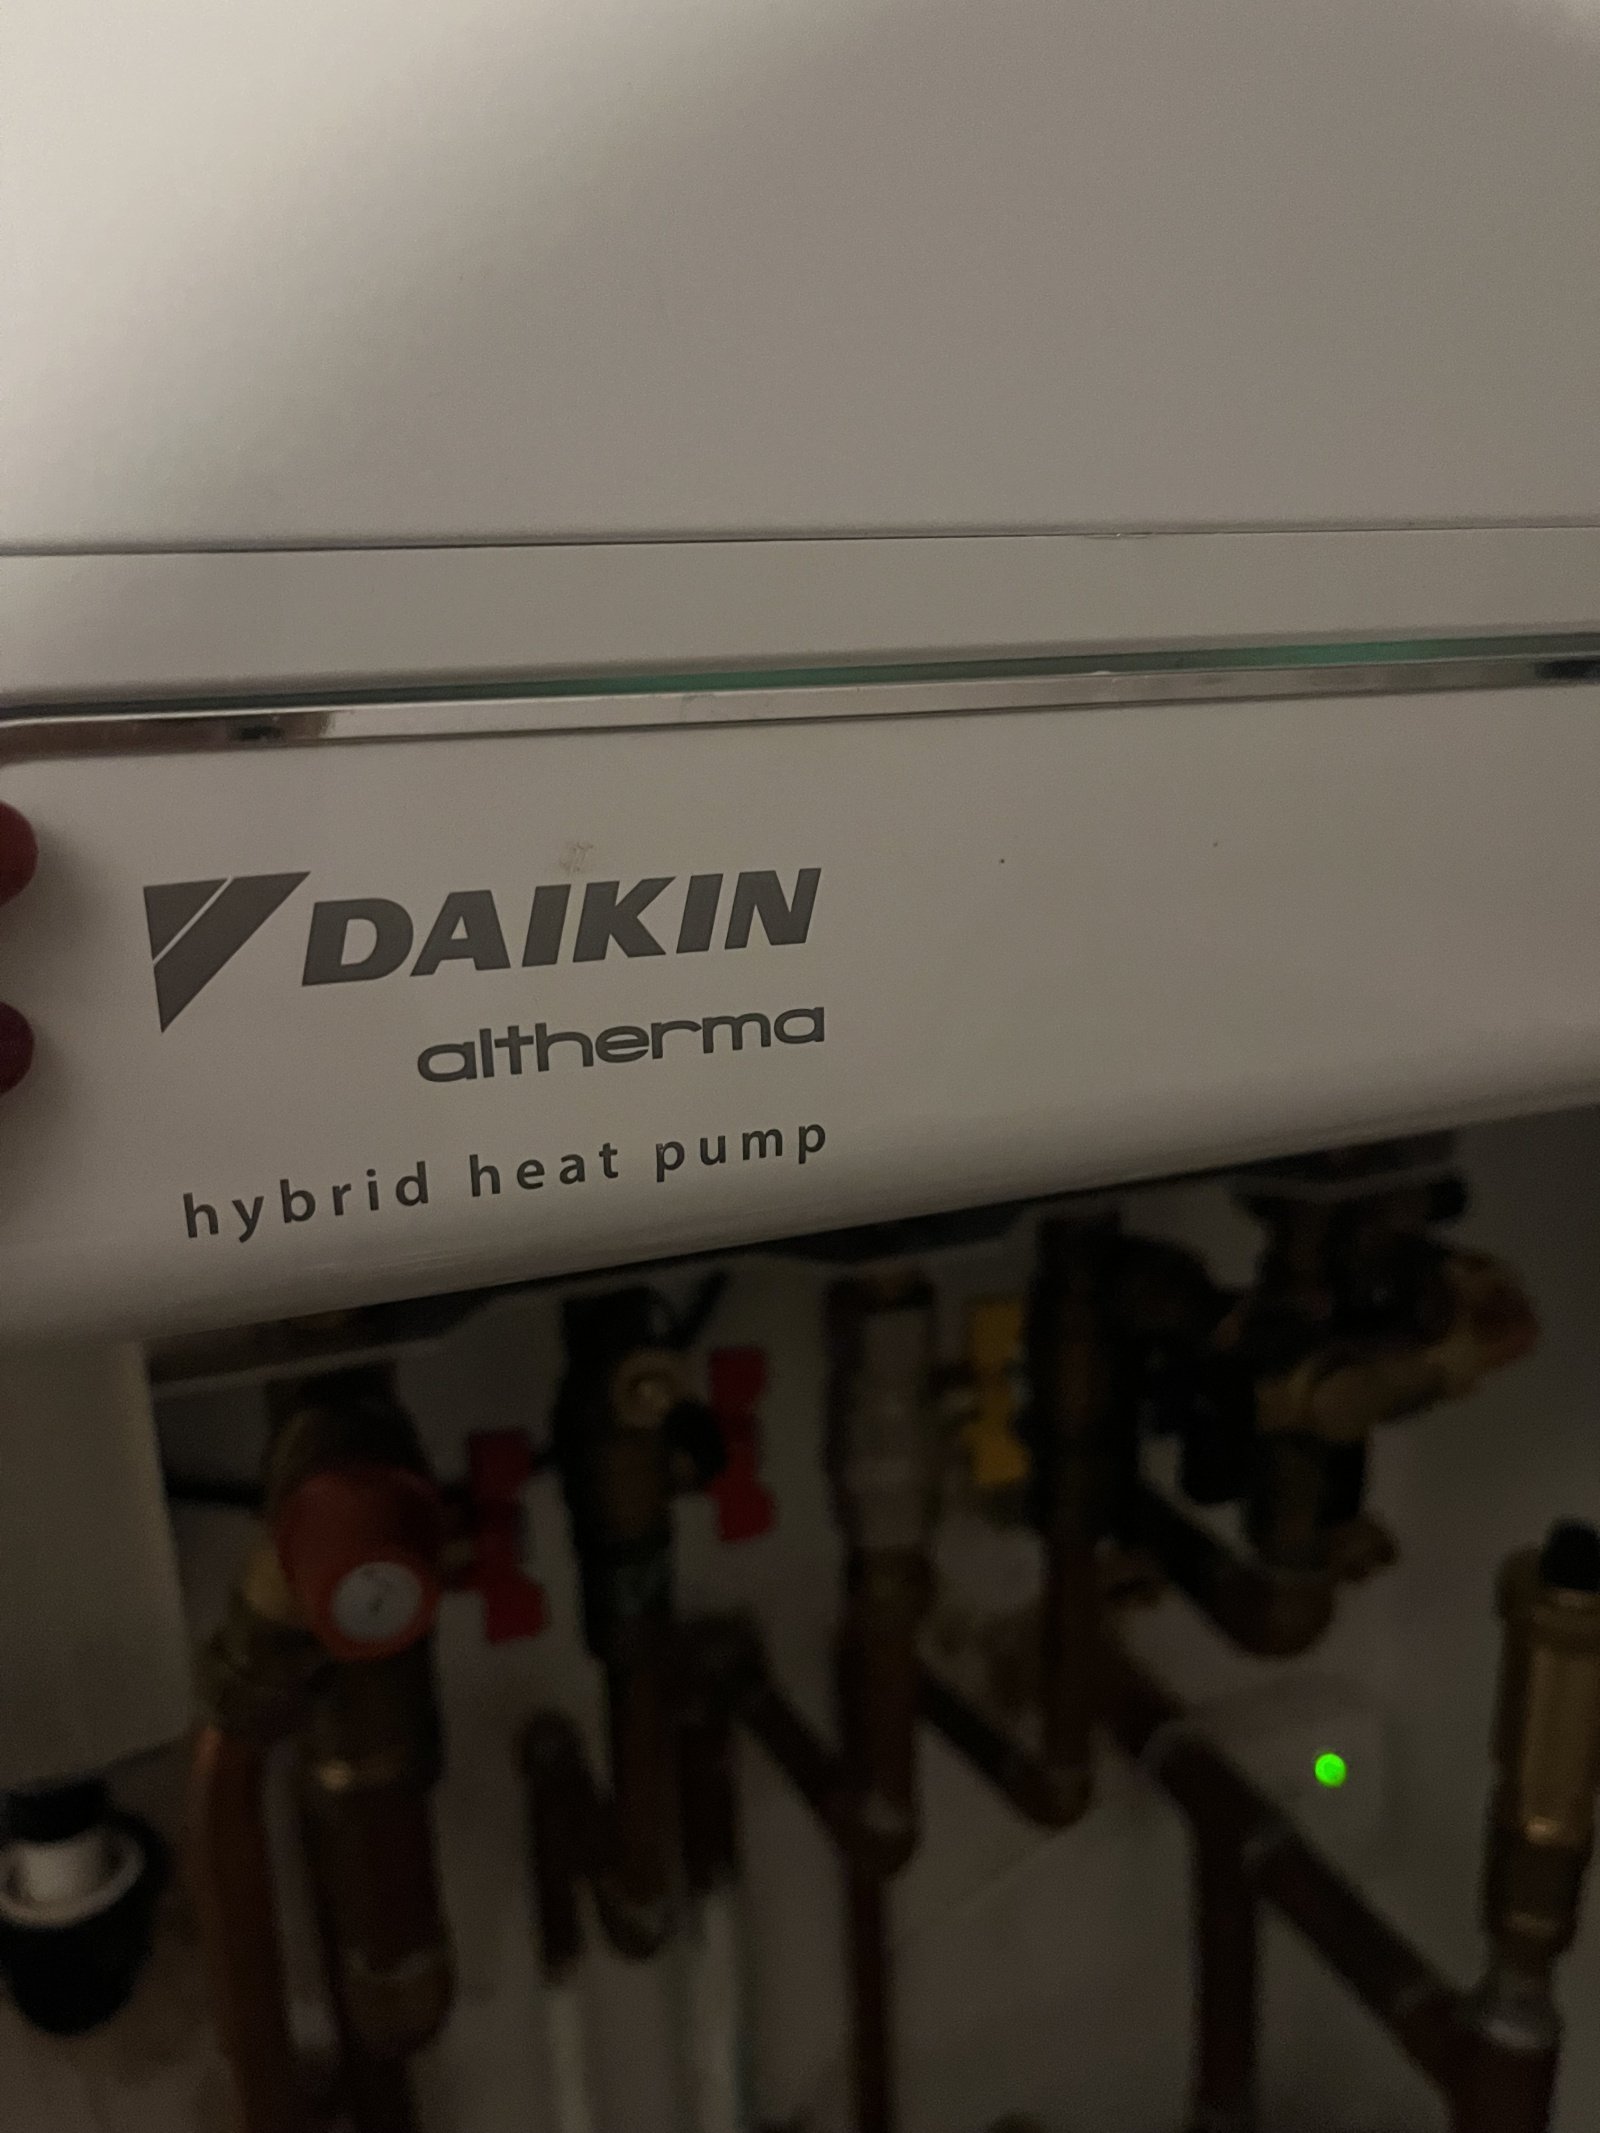 DAIKIN
altherma
hybrid heat pump